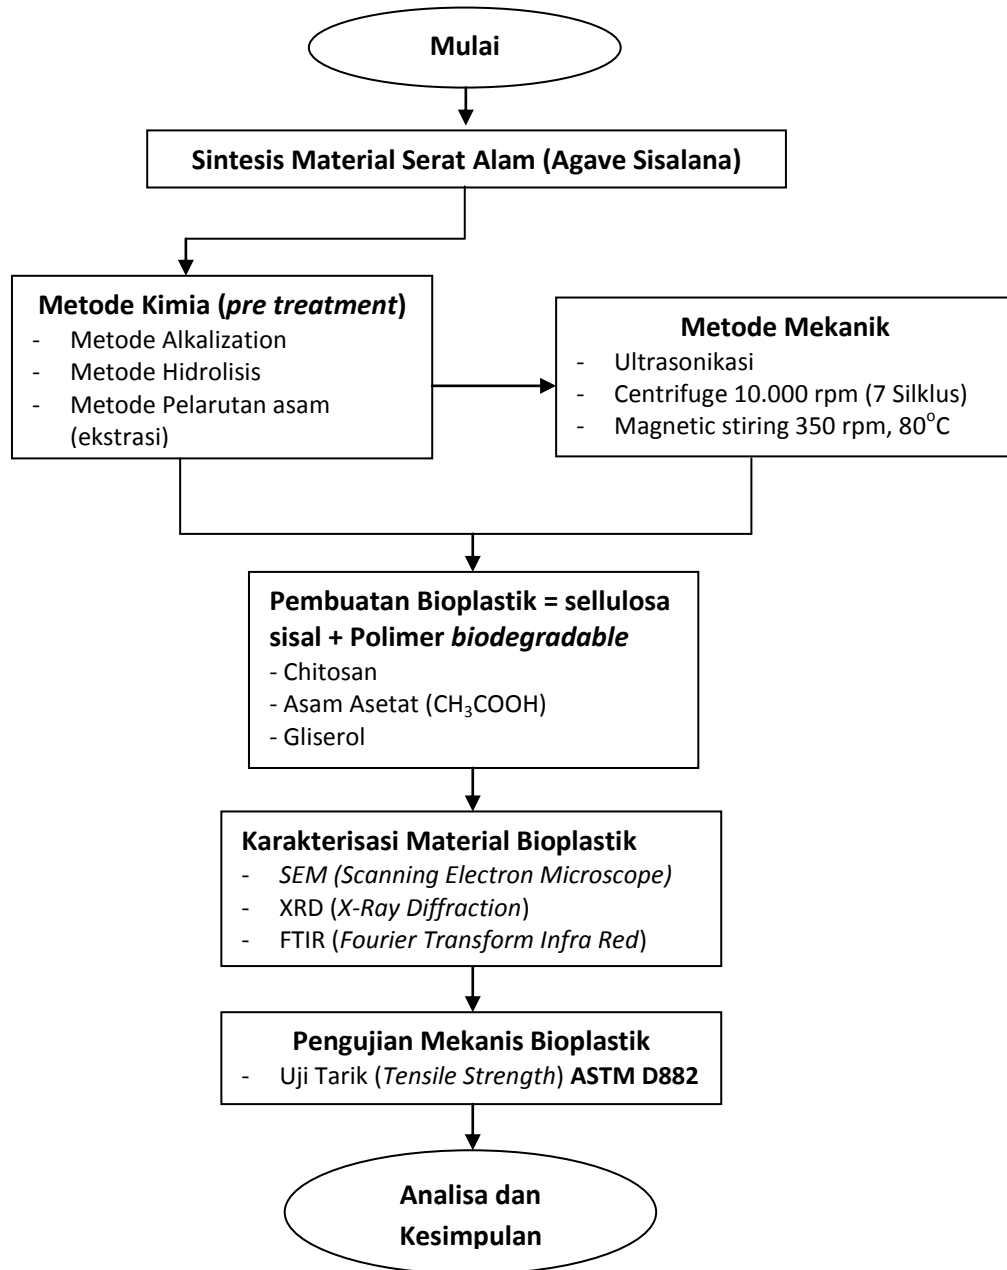 Mulai
Sintesis Material Serat Alam (Agave Sisalana)
Metode Kimia (pre treatment)
- Metode Alkalization
- Metode Hidrolisis
- Metode Pelarutan asam
(ekstrasi)
Metode Mekanik
- Ultrasonikasi
- Centrifuge 10.000 rpm (7 Silklus)
- Magnetic stiring 350 rpm, 80°C
Pembuatan Bioplastik = sellulosa
sisal + Polimer biodegradable
- Chitosan
- Asam Asetat (CH₃COOH)
- Gliserol
Karakterisasi Material Bioplastik
- SEM (Scanning Electron Microscope)
- XRD (X-Ray Diffraction)
- FTIR (Fourier Transform Infra Red)
Pengujian Mekanis Bioplastik
- Uji Tarik (Tensile Strength) ASTM D882
Analisa dan
Kesimpulan